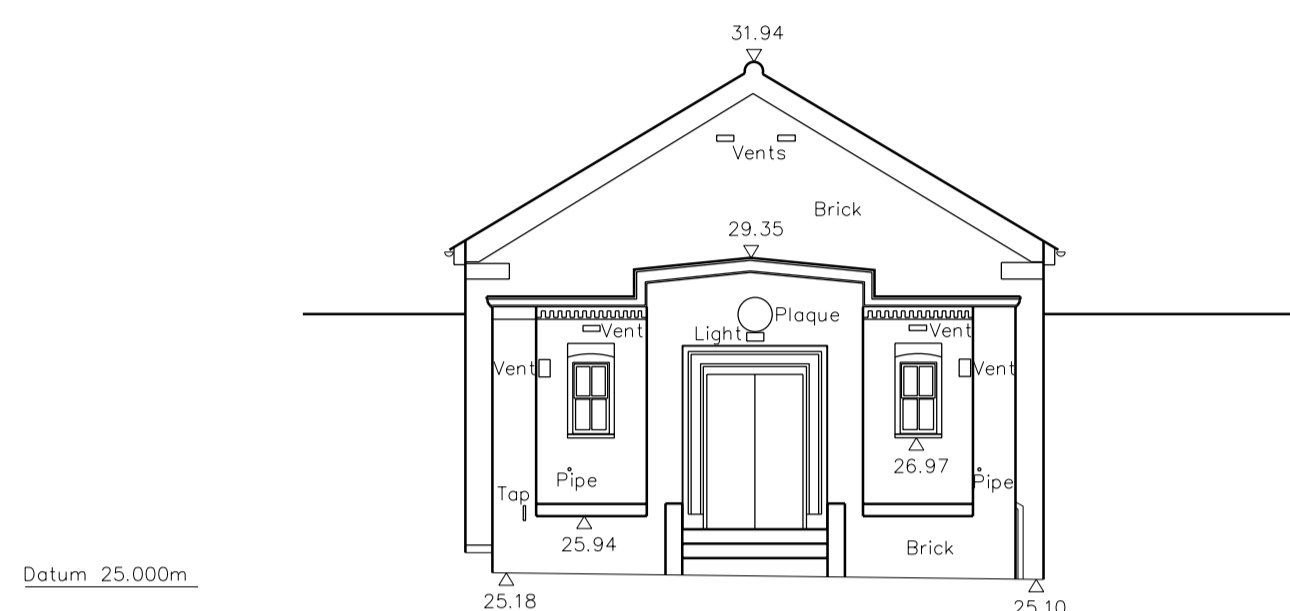 31.94
Vents
Brick
29.35
Plaque
Light
Vent
Vent
Vent
Vent
26.97
Pipe
Pipe
Tap
25.94
Brick
Datum 25.000m
25.18
25.10